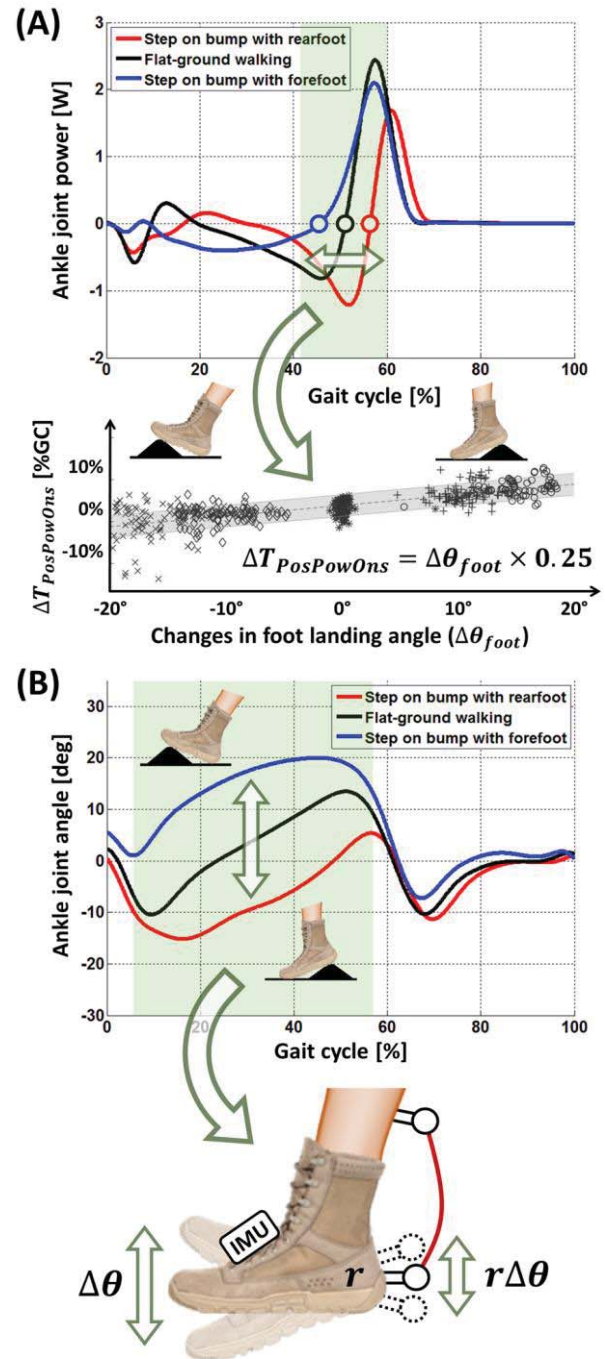 (A)
Step on bump with rearfoot
Flat-ground walking
Step on bump with forefoot
Ankle joint power [W]
3
2
1
0
-1
-2
0 20 40 60 80 100
Gait cycle [%]
ΔT_PosPowOns [%GC]
10%
0%
-10%
ΔT_PosPowOns = Δθ_foot × 0.25
-20° -10° 0° 10° 20°
Changes in foot landing angle (Δθ_foot)
(B)
Step on bump with rearfoot
Flat-ground walking
Step on bump with forefoot
Ankle joint angle [deg]
30
20
10
0
-10
-20
-30
0 20 40 60 80 100
Gait cycle [%]
IMU
Δθ
r
rΔθ